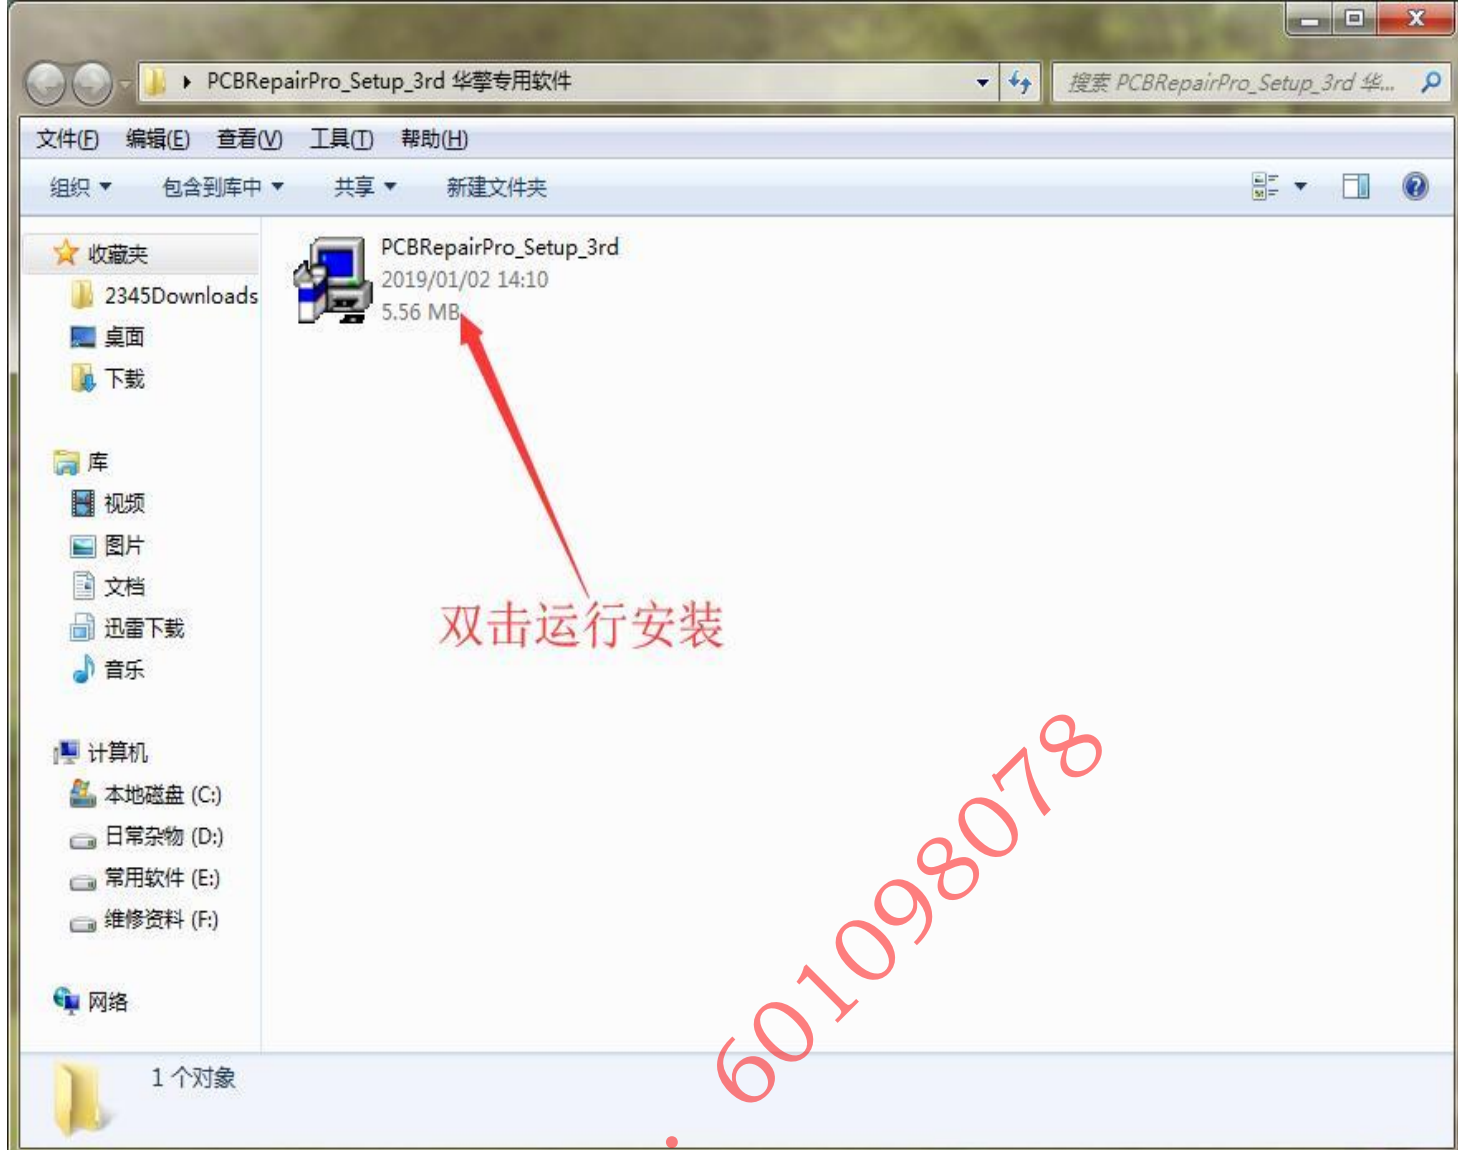 PCBRepairPro_Setup_3rd 华擎专用软件
搜索 PCBRepairPro_Setup_3rd 华...
文件(F) 编辑(E) 查看(V) 工具(T) 帮助(H)
组织 包含到库中 共享 新建文件夹
收藏夹
2345Downloads
桌面
下载
库
视频
图片
文档
迅雷下载
音乐
计算机
本地磁盘 (C:)
日常杂物 (D:)
常用软件 (E:)
维修资料 (F:)
网络
PCBRepairPro_Setup_3rd
2019/01/02 14:10
5.56 MB
双击运行安装
601098078
1 个对象